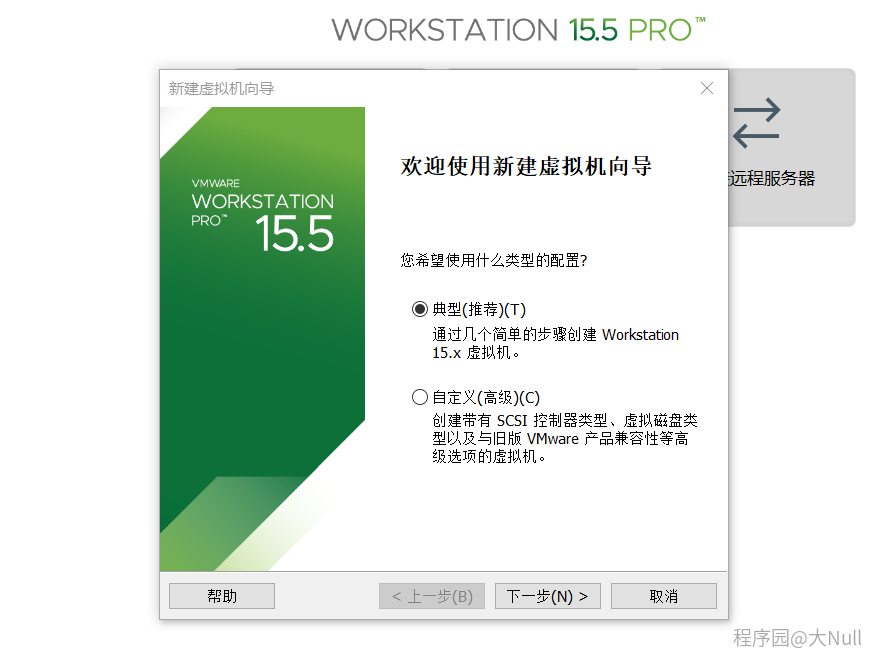 WORKSTATION 15.5 PRO™
新建虚拟机向导
VMWARE
WORKSTATION
PRO™ 15.5
欢迎使用新建虚拟机向导
您希望使用什么类型的配置?
典型(推荐)(T)
通过几个简单的步骤创建 Workstation
15.x 虚拟机。
自定义(高级)(C)
创建带有 SCSI 控制器类型、虚拟磁盘类
型以及与旧版 VMware 产品兼容性等高
级选项的虚拟机。
远程服务器
帮助
< 上一步(B)
下一步(N) >
取消
程序园@大Null